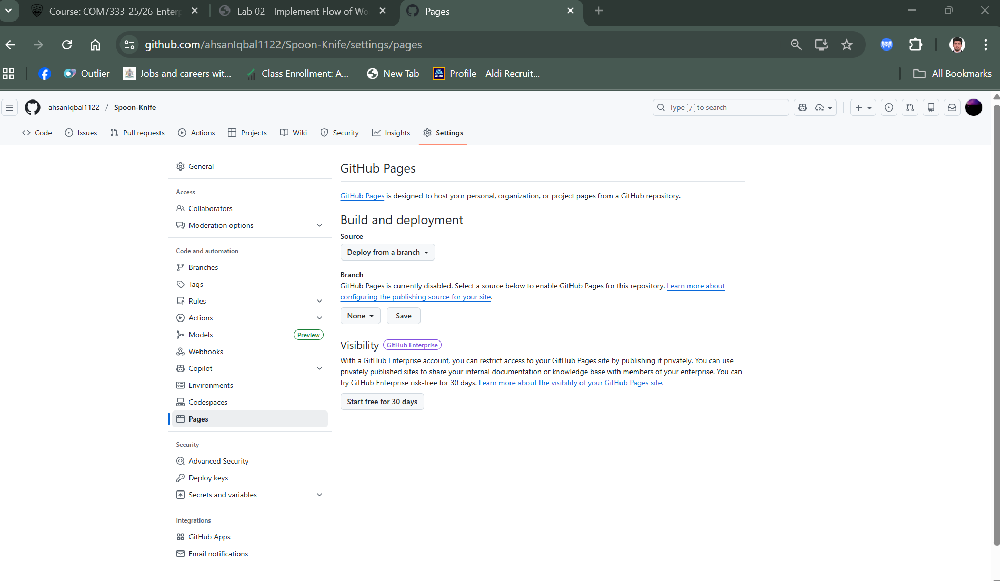 Course: COM7333-25/26-Enter
Lab 02 - Implement Flow of Wo
Pages
github.com/ahsanIqbal1122/Spoon-Knife/settings/pages
Outlier
Jobs and careers wit...
Class Enrollment: A...
New Tab
ALDI
Profile - Aldi Recruit...
All Bookmarks
ahsanIqbal1122 / Spoon-Knife
Type / to search
Code
Issues
Pull requests
Actions
Projects
Wiki
Security
Insights
Settings
General
Access
Collaborators
Moderation options
Code and automation
Branches
Tags
Rules
Actions
Models
Preview
Webhooks
Copilot
Environments
Codespaces
Pages
Security
Advanced Security
Deploy keys
Secrets and variables
Integrations
GitHub Apps
Email notifications
GitHub Pages
GitHub Pages is designed to host your personal, organization, or project pages from a GitHub repository.
Build and deployment
Source
Deploy from a branch
Branch
GitHub Pages is currently disabled. Select a source below to enable GitHub Pages for this repository. Learn more about
configuring the publishing source for your site.
None
Save
Visibility
GitHub Enterprise
With a GitHub Enterprise account, you can restrict access to your GitHub Pages site by publishing it privately. You can use
privately published sites to share your internal documentation or knowledge base with members of your enterprise. You can
try GitHub Enterprise risk-free for 30 days. Learn more about the visibility of your GitHub Pages site.
Start free for 30 days